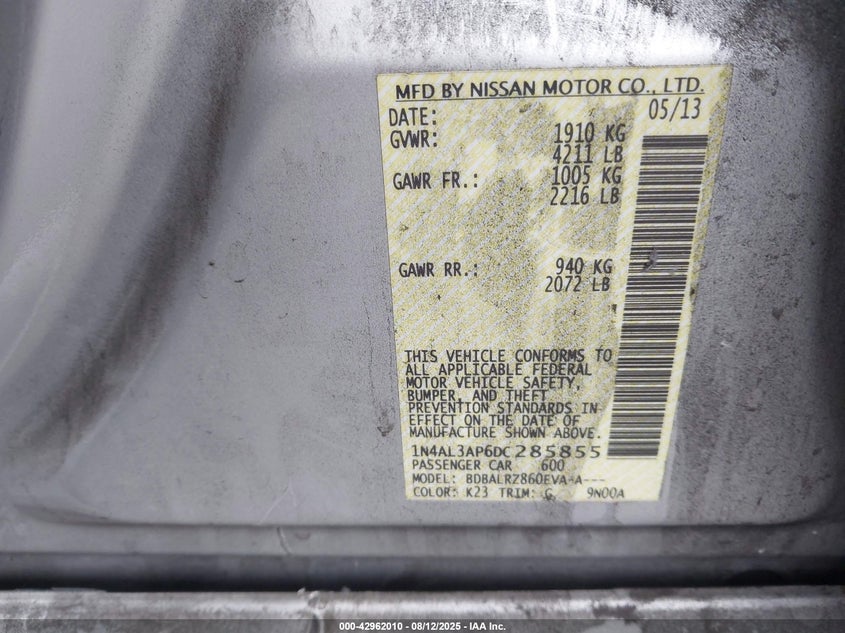 MFD BY NISSAN MOTOR CO., LTD.
DATE: 05/13
GVWR: 1910 KG
4211 LB
GAWR FR.: 1005 KG
2216 LB
GAWR RR.: 940 KG
2072 LB
THIS VEHICLE CONFORMS TO
ALL APPLICABLE FEDERAL
MOTOR VEHICLE SAFETY,
BUMPER, AND THEFT
PREVENTION STANDARDS IN
EFFECT ON THE DATE OF
MANUFACTURE SHOWN ABOVE.
1N4AL3AP6DC285855
PASSENGER CAR 600
MODEL: BDBALRZ860EVA-A---
COLOR: K23 TRIM: G 9N00A
000-42962010 - 08/12/2025 - IAA Inc.